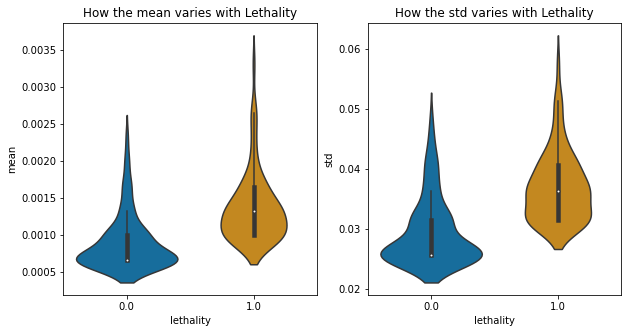 How the mean varies with Lethality
mean
0.0035
0.0030
0.0025
0.0020
0.0015
0.0010
0.0005
0.0
1.0
lethality
How the std varies with Lethality
std
0.06
0.05
0.04
0.03
0.02
0.0
1.0
lethality